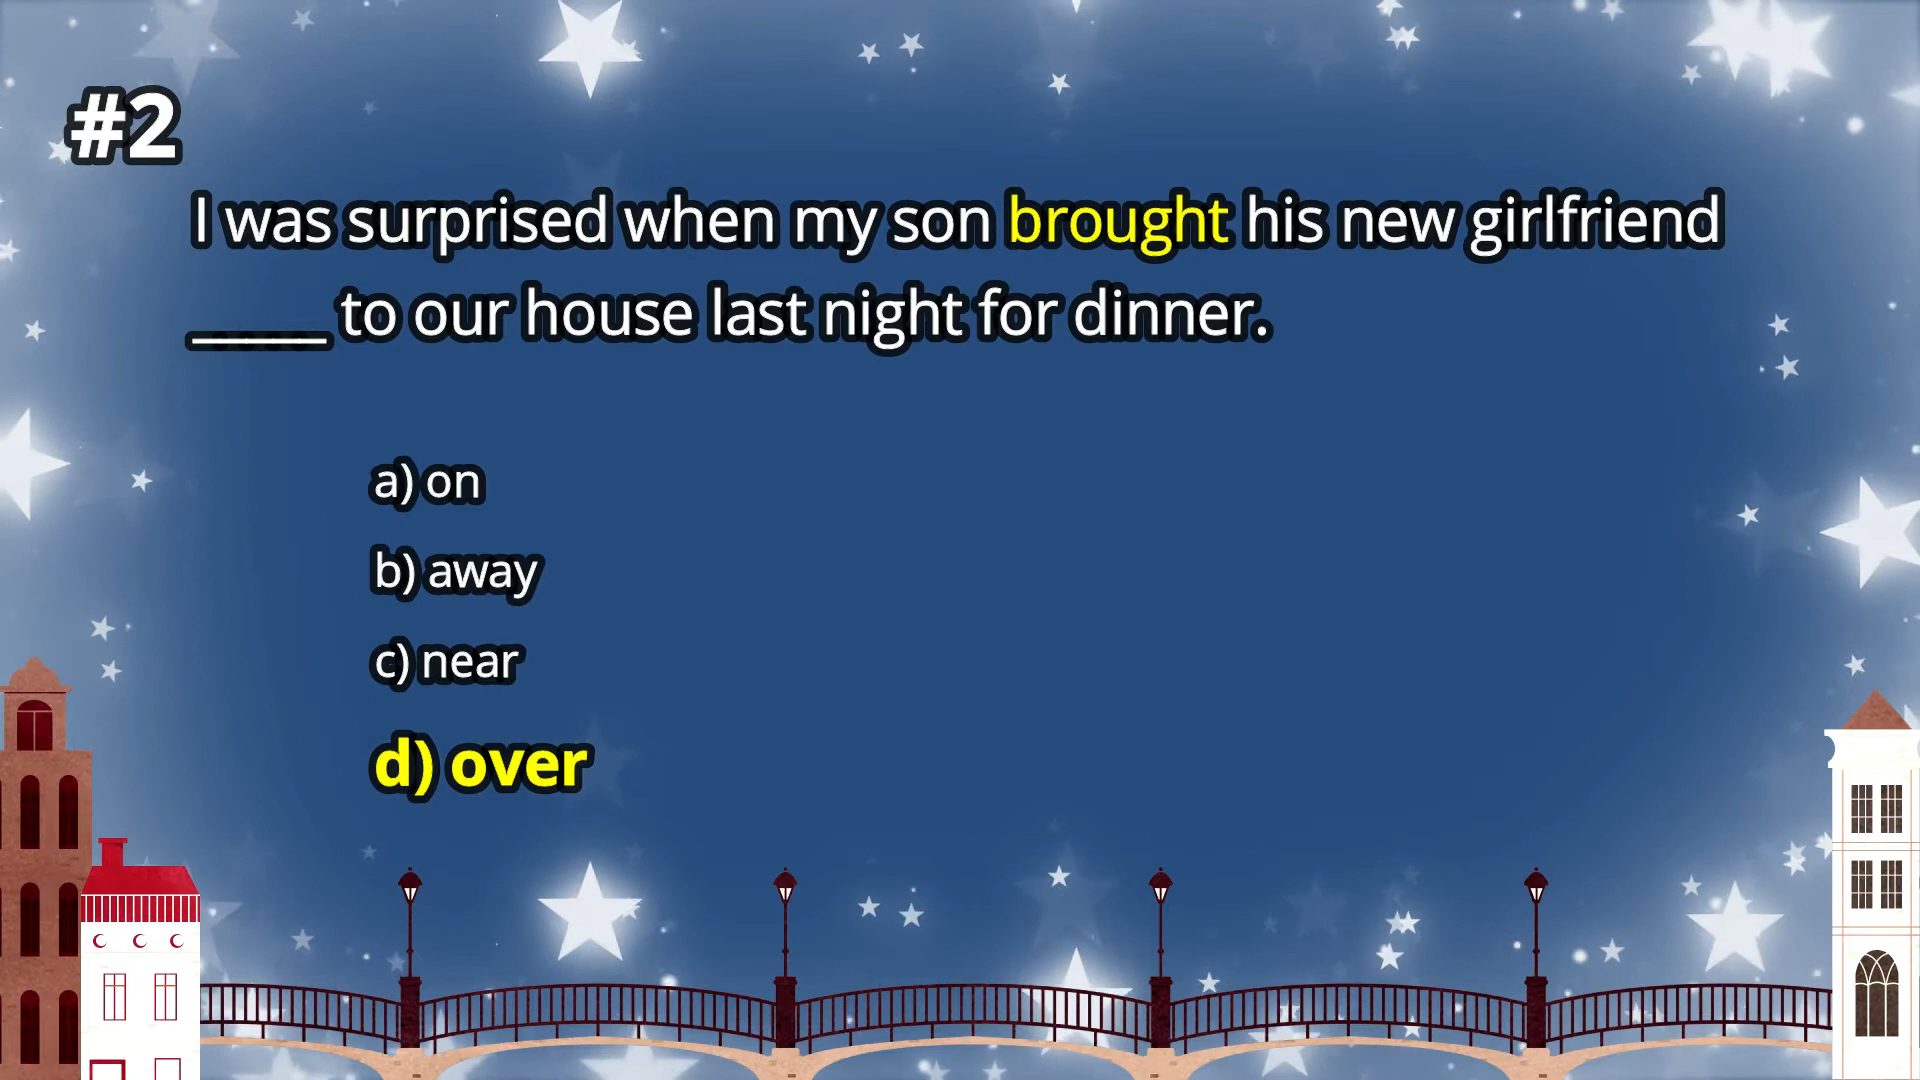 #2
I was surprised when my son brought his new girlfriend
_____ to our house last night for dinner.
a) on
b) away
c) near
d) over